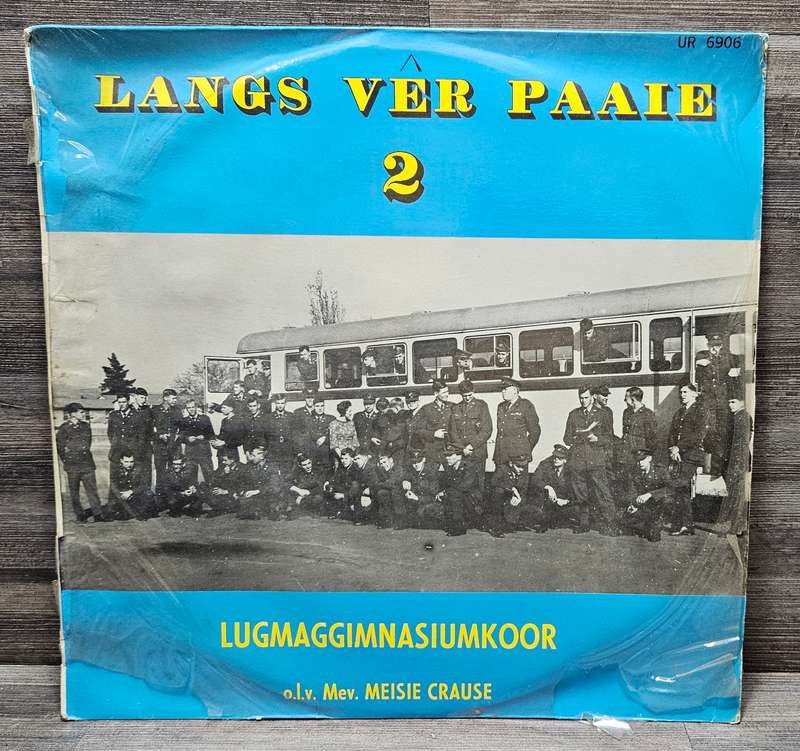 UR 6906
LANGS VÊR PAAIE
2
LUGMAGGIMNASIUMKOOR
o.l.v. Mev. MEISIE CRAUSE